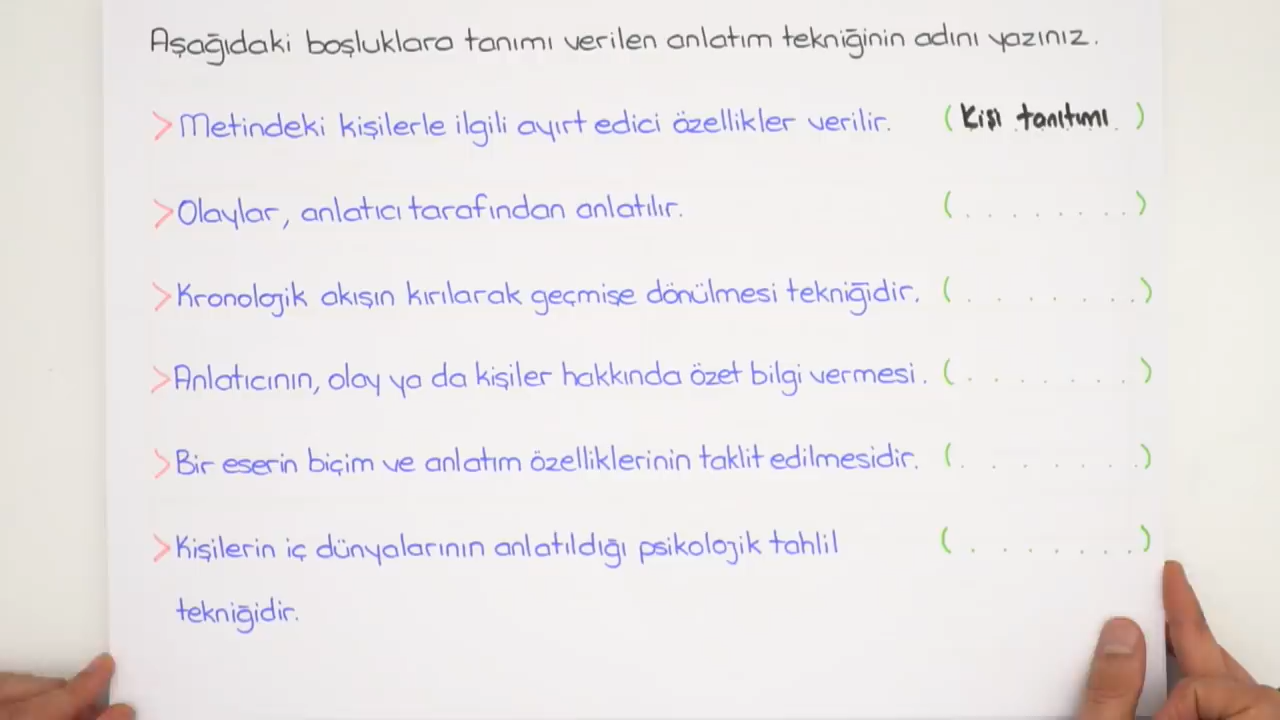 Aşağıdaki boşluklara tanımı verilen anlatım tekniğinin adını yazınız.
> Metindeki kişilerle ilgili ayırt edici özellikler verilir. (Kişi tanıtımı)
> Olaylar, anlatıcı tarafından anlatılır. (. . . . . . . .)
> Kronolojik akışın kırılarak geçmişe dönülmesi tekniğidir. (. . . . . . .)
> Anlatıcının, olay ya da kişiler hakkında özet bilgi vermesi. (. . . . . . . .)
> Bir eserin biçim ve anlatım özelliklerinin taklit edilmesidir. (. . . . . . . .)
> Kişilerin iç dünyalarının anlatıldığı psikolojik tahlil (. . . . . . . .)
tekniğidir.